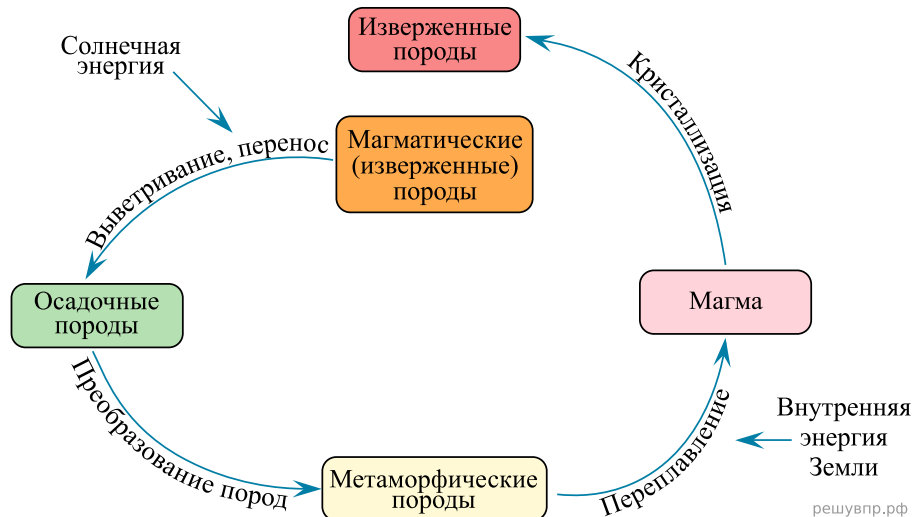 Изверженные
породы
Солнечная
энергия
Кристаллизация
Магматические
(изверженные)
породы
Выветривание, перенос
Осадочные
породы
Магма
Преобразование пород
Переплавление
Внутренняя
энергия
Земли
Метаморфические
породы
решувпр.рф